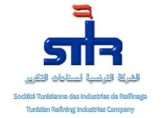 stir
الشركة التونسية لصناعات التكرير
Société Tunisienne des Industries de Raffinage
Tunisian Refining Industries Company